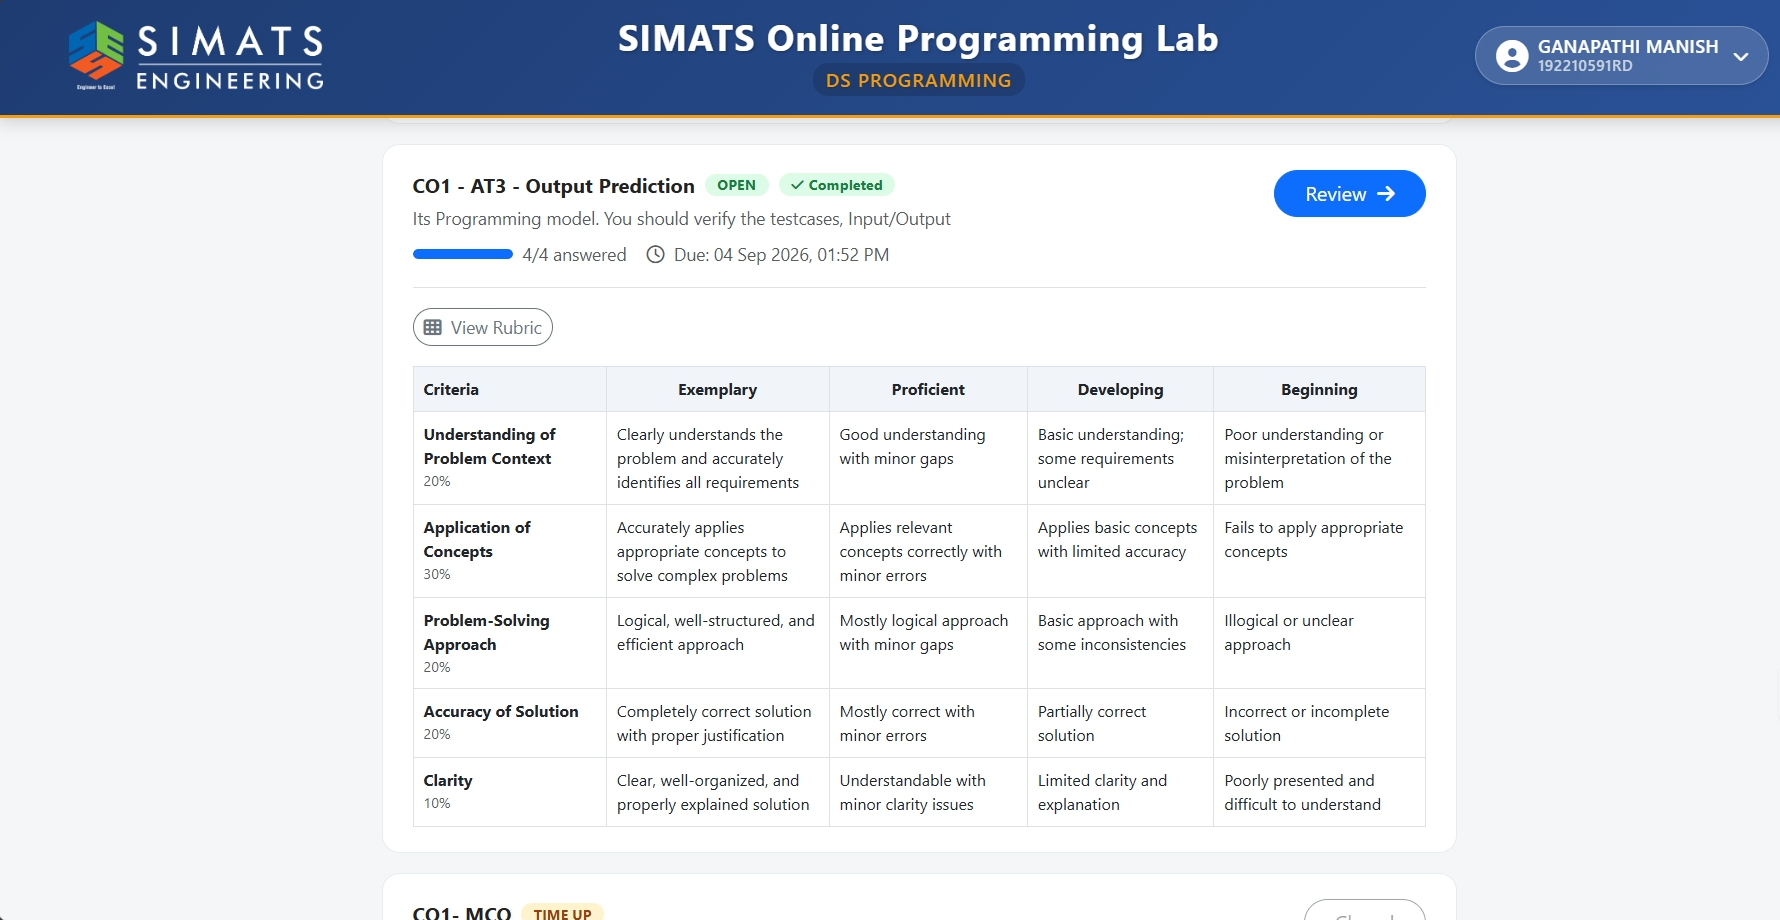 SIMATS
ENGINEERING
Engineer to Excel
SIMATS Online Programming Lab
DS PROGRAMMING
GANAPATHI MANISH
192210591RD
CO1 - AT3 - Output Prediction OPEN Completed
Review
Its Programming model. You should verify the testcases, Input/Output
4/4 answered Due: 04 Sep 2026, 01:52 PM
View Rubric
Criteria Exemplary Proficient Developing Beginning
Understanding of Problem Context
20%
Clearly understands the
problem and accurately
identifies all requirements
Good understanding
with minor gaps
Basic understanding;
some requirements
unclear
Poor understanding or
misinterpretation of the
problem
Application of
Concepts
30%
Accurately applies
appropriate concepts to
solve complex problems
Applies relevant
concepts correctly with
minor errors
Applies basic concepts
with limited accuracy
Fails to apply appropriate
concepts
Problem-Solving
Approach
20%
Logical, well-structured, and
efficient approach
Mostly logical approach
with minor gaps
Basic approach with
some inconsistencies
Illogical or unclear
approach
Accuracy of Solution
20%
Completely correct solution
with proper justification
Mostly correct with
minor errors
Partially correct
solution
Incorrect or incomplete
solution
Clarity
10%
Clear, well-organized, and
properly explained solution
Understandable with
minor clarity issues
Limited clarity and
explanation
Poorly presented and
difficult to understand
CO1- MCQ TIME UP